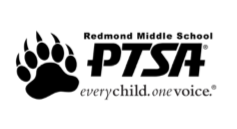 Redmond Middle School
PTSA®
everychild.onevoice.®